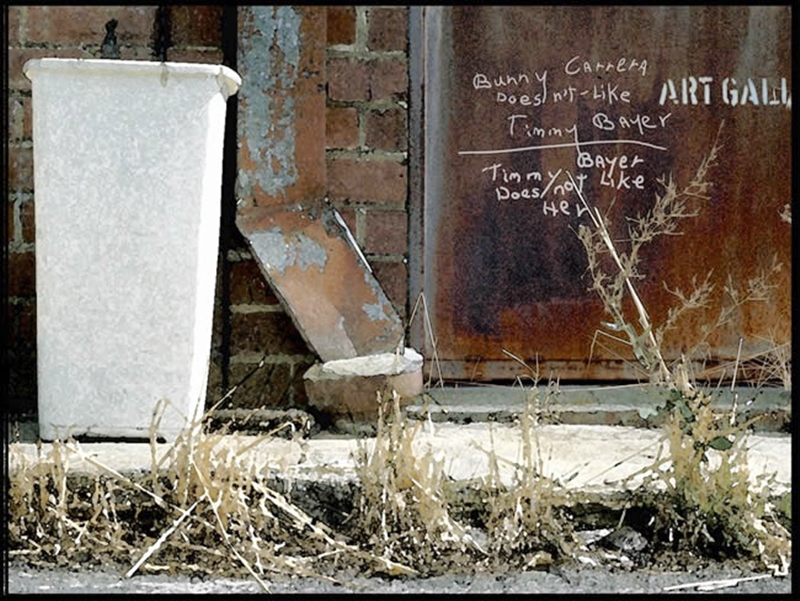 Bunny Carrera
Does n't-Like
Timmy Bayer
Timmy Bayer
Does/not Like
Her
ART GALL